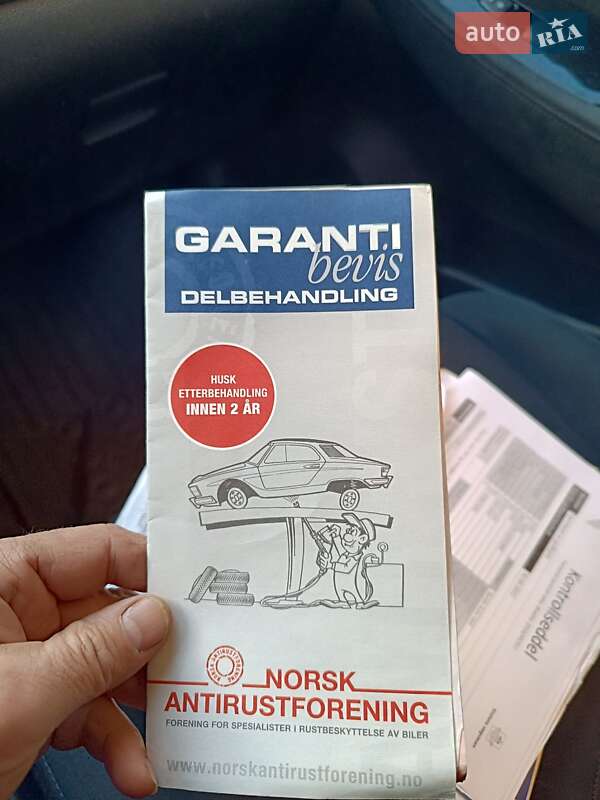 auto
RIA
.com
GARANTI
bevis
DELBEHANDLING
HUSK
ETTERBEHANDLING
INNEN 2 ÅR
NORSK
ANTIRUSTFORENING
FORENING FOR SPESIALISTER I RUSTBESKYTTELSE AV BILER
www.norskantirustforening.no
Kontrollseddel